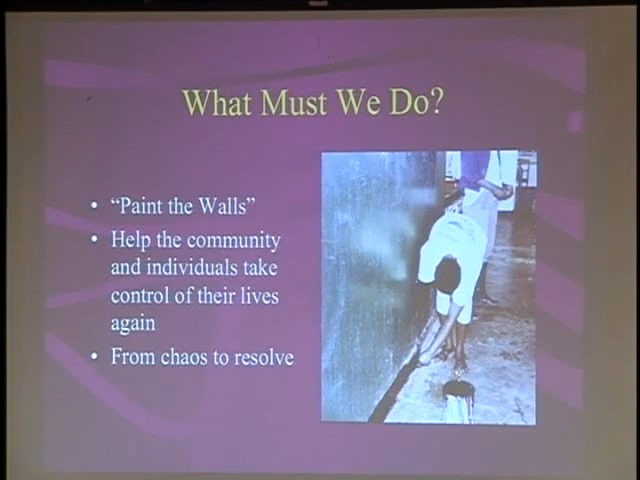 What Must We Do?
• “Paint the Walls”
• Help the community
and individuals take
control of their lives
again
• From chaos to resolve